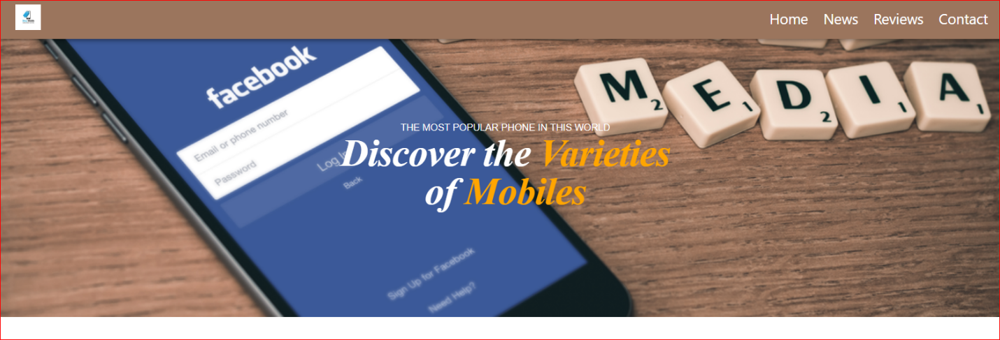 Home News Reviews Contact
facebook
Email or phone number
Password
Log In
Back
Sign Up for Facebook
Need Help?
M1 E1 D2 I1 A1
THE MOST POPULAR PHONE IN THIS WORLD
Discover the Varieties
of Mobiles